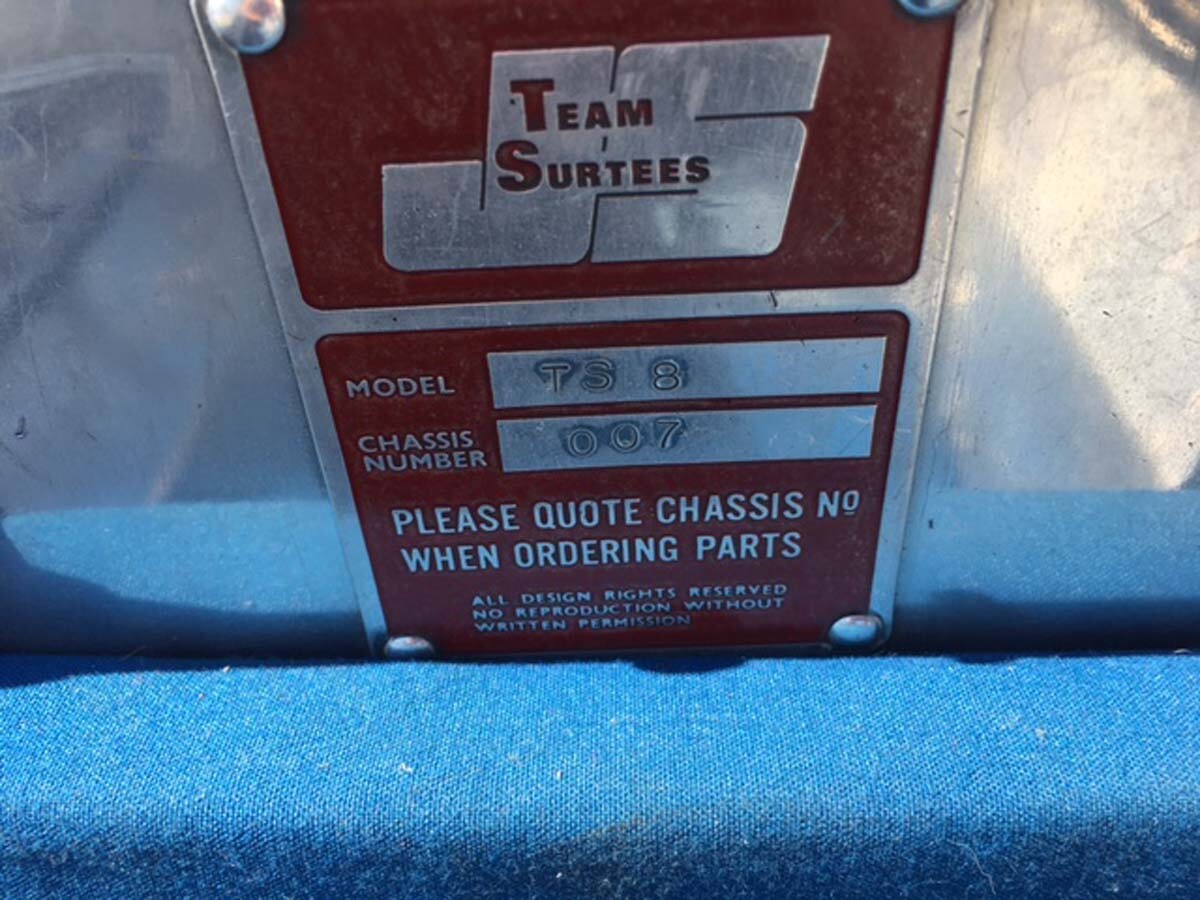 TEAM
SURTEES
MODEL TS 8
CHASSIS
NUMBER 007
PLEASE QUOTE CHASSIS Nº
WHEN ORDERING PARTS
ALL DESIGN RIGHTS RESERVED
NO REPRODUCTION WITHOUT
WRITTEN PERMISSION